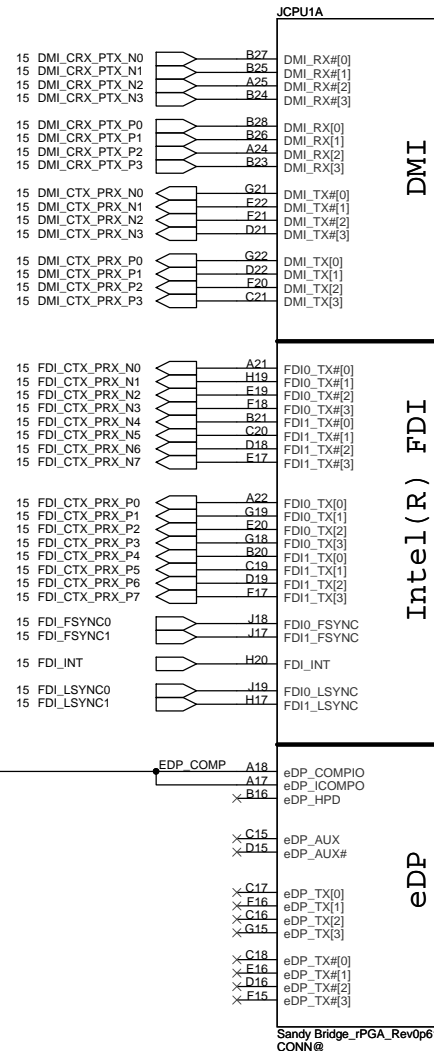 JCPU1A
15 DMI_CRX_PTX_N0 B27 DMI_RX#[0]
15 DMI_CRX_PTX_N1 B25 DMI_RX#[1]
15 DMI_CRX_PTX_N2 A25 DMI_RX#[2]
15 DMI_CRX_PTX_N3 B24 DMI_RX#[3]
15 DMI_CRX_PTX_P0 B28 DMI_RX[0]
15 DMI_CRX_PTX_P1 B26 DMI_RX[1]
15 DMI_CRX_PTX_P2 A24 DMI_RX[2]
15 DMI_CRX_PTX_P3 B23 DMI_RX[3]
DMI
15 DMI_CTX_PRX_N0 G21 DMI_TX#[0]
15 DMI_CTX_PRX_N1 E22 DMI_TX#[1]
15 DMI_CTX_PRX_N2 F21 DMI_TX#[2]
15 DMI_CTX_PRX_N3 D21 DMI_TX#[3]
15 DMI_CTX_PRX_P0 G22 DMI_TX[0]
15 DMI_CTX_PRX_P1 D22 DMI_TX[1]
15 DMI_CTX_PRX_P2 F20 DMI_TX[2]
15 DMI_CTX_PRX_P3 C21 DMI_TX[3]
15 FDI_CTX_PRX_N0 A21 FDI0_TX#[0]
15 FDI_CTX_PRX_N1 H19 FDI0_TX#[1]
15 FDI_CTX_PRX_N2 E19 FDI0_TX#[2]
15 FDI_CTX_PRX_N3 F18 FDI0_TX#[3]
15 FDI_CTX_PRX_N4 B21 FDI1_TX#[0]
15 FDI_CTX_PRX_N5 C20 FDI1_TX#[1]
15 FDI_CTX_PRX_N6 D18 FDI1_TX#[2]
15 FDI_CTX_PRX_N7 E17 FDI1_TX#[3]
Intel(R) FDI
15 FDI_CTX_PRX_P0 A22 FDI0_TX[0]
15 FDI_CTX_PRX_P1 G19 FDI0_TX[1]
15 FDI_CTX_PRX_P2 E20 FDI0_TX[2]
15 FDI_CTX_PRX_P3 G18 FDI0_TX[3]
15 FDI_CTX_PRX_P4 B20 FDI1_TX[0]
15 FDI_CTX_PRX_P5 C19 FDI1_TX[1]
15 FDI_CTX_PRX_P6 D19 FDI1_TX[2]
15 FDI_CTX_PRX_P7 F17 FDI1_TX[3]
15 FDI_FSYNC0 J18 FDI0_FSYNC
15 FDI_FSYNC1 J17 FDI1_FSYNC
15 FDI_INT H20 FDI_INT
15 FDI_LSYNC0 J19 FDI0_LSYNC
15 FDI_LSYNC1 H17 FDI1_LSYNC
EDP_COMP A18 eDP_COMPIO
A17 eDP_ICOMPO
B16 eDP_HPD
C15 eDP_AUX
D15 eDP_AUX#
eDP
C17 eDP_TX[0]
F16 eDP_TX[1]
C16 eDP_TX[2]
G15 eDP_TX[3]
C18 eDP_TX#[0]
E16 eDP_TX#[1]
D16 eDP_TX#[2]
F15 eDP_TX#[3]
Sandy Bridge_rPGA_Rev0p6
CONN@